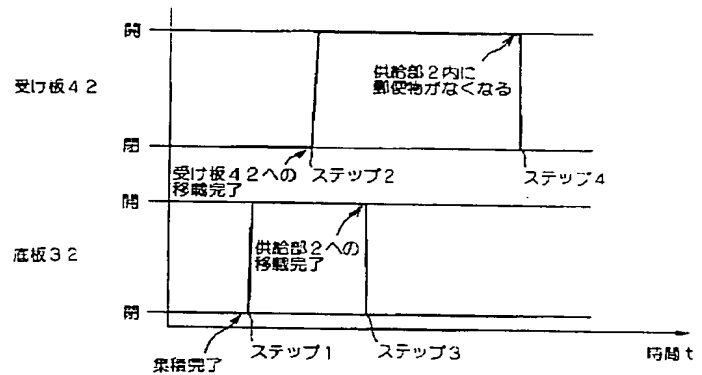 開
受け板42
供給部2内に
郵便物がなくなる
閉
受け板42への
移載完了
ステップ2
ステップ4
開
底板32
供給部2への
移載完了
閉
集積完了
ステップ1
ステップ3
時間t